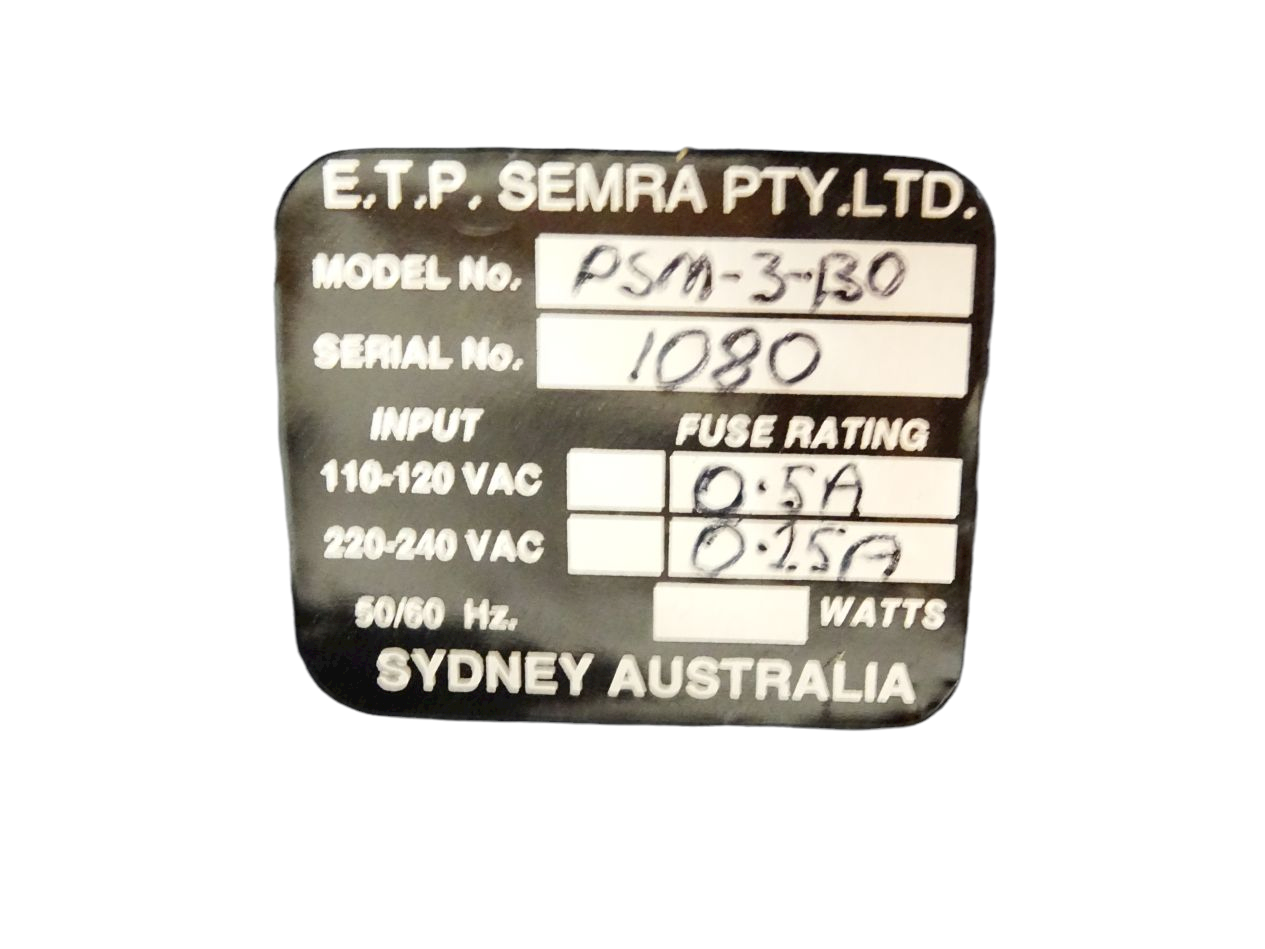 E.T.P. SEMRA PTY.LTD.
MODEL No. PSM-3-B0
SERIAL No. 1080
INPUT FUSE RATING
110-120 VAC 0.5A
220-240 VAC 0.25A
50/60 Hz. WATTS
SYDNEY AUSTRALIA